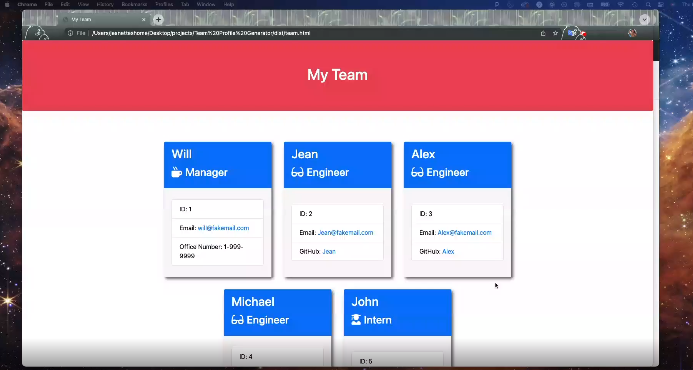 Chrome File Edit View History Bookmarks Profiles Tab Window Help
My Team
File /Users/jeanettashome/Desktop/projects/Team%20Profile%20Generator/dist/team.html
My Team
Will
Manager
ID: 1
Email: will@fakemail.com
Office Number: 1-999-
9999
Jean
Engineer
ID: 2
Email: Jean@fakemail.com
GitHub: Jean
Alex
Engineer
ID: 3
Email: Alex@fakemail.com
GitHub: Alex
Michael
Engineer
ID: 4
John
Intern
ID: 5